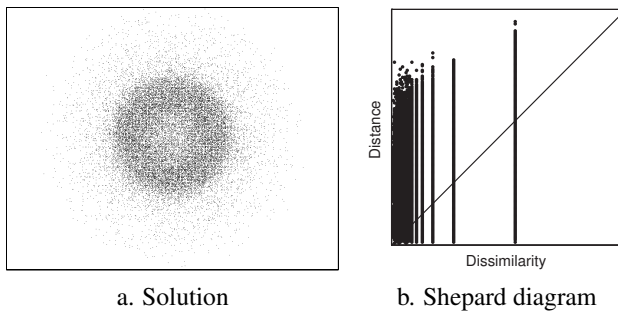 Distance
Dissimilarity
a. Solution
b. Shepard diagram